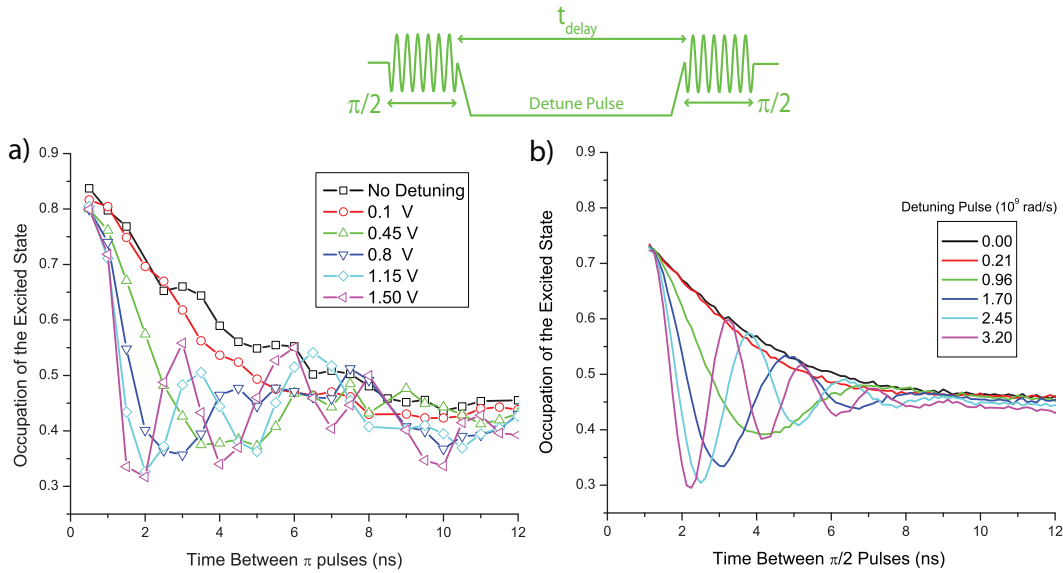 t delay
π/2
Detune Pulse
π/2
a)
0.9
0.8
0.7
0.6
0.5
0.4
0.3
Occupation of the Excited State
No Detuning
0.1 V
0.45 V
0.8 V
1.15 V
1.50 V
0 2 4 6 8 10 12
Time Between π pulses (ns)
b)
0.9
0.8
0.7
0.6
0.5
0.4
0.3
Occupation of the Excited State
Detuning Pulse (10⁹ rad/s)
0.00
0.21
0.96
1.70
2.45
3.20
0 2 4 6 8 10 12
Time Between π/2 Pulses (ns)